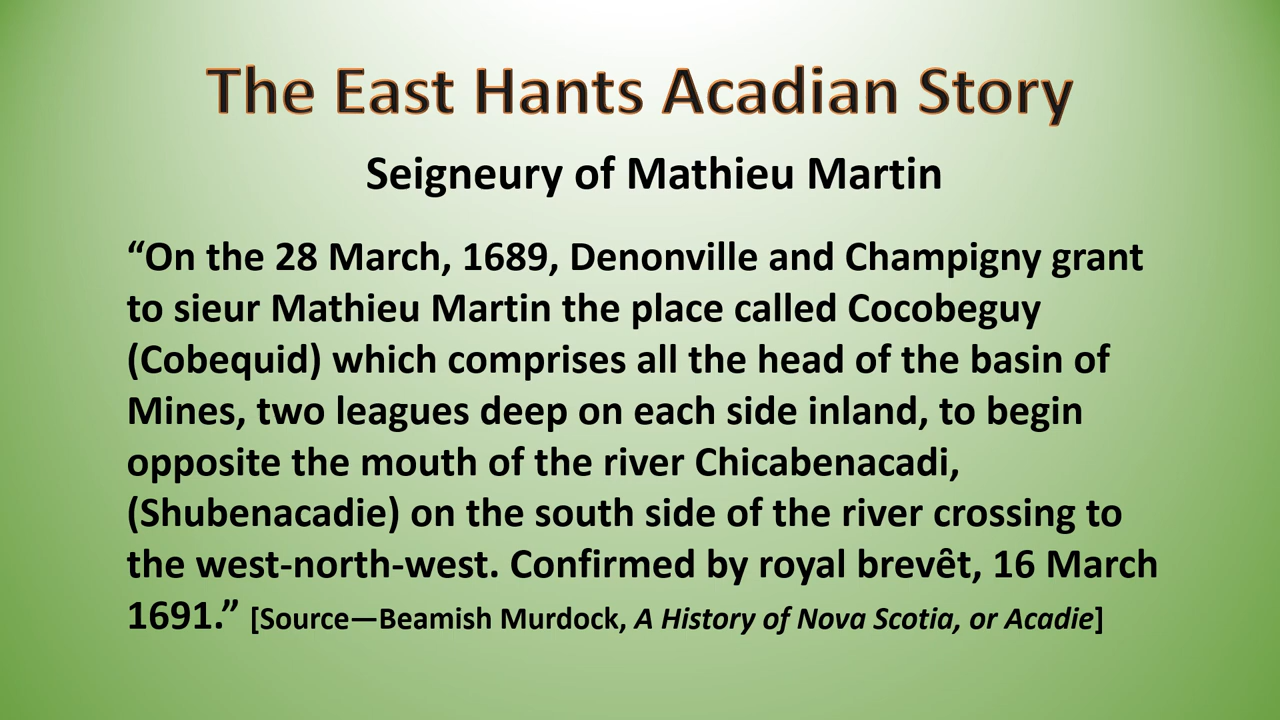 The East Hants Acadian Story
Seigneury of Mathieu Martin
“On the 28 March, 1689, Denonville and Champigny grant
to sieur Mathieu Martin the place called Cocobeguy
(Cobequid) which comprises all the head of the basin of
Mines, two leagues deep on each side inland, to begin
opposite the mouth of the river Chicabenacadi,
(Shubenacadie) on the south side of the river crossing to
the west-north-west. Confirmed by royal brevêt, 16 March
1691.” [Source—Beamish Murdock, A History of Nova Scotia, or Acadie]